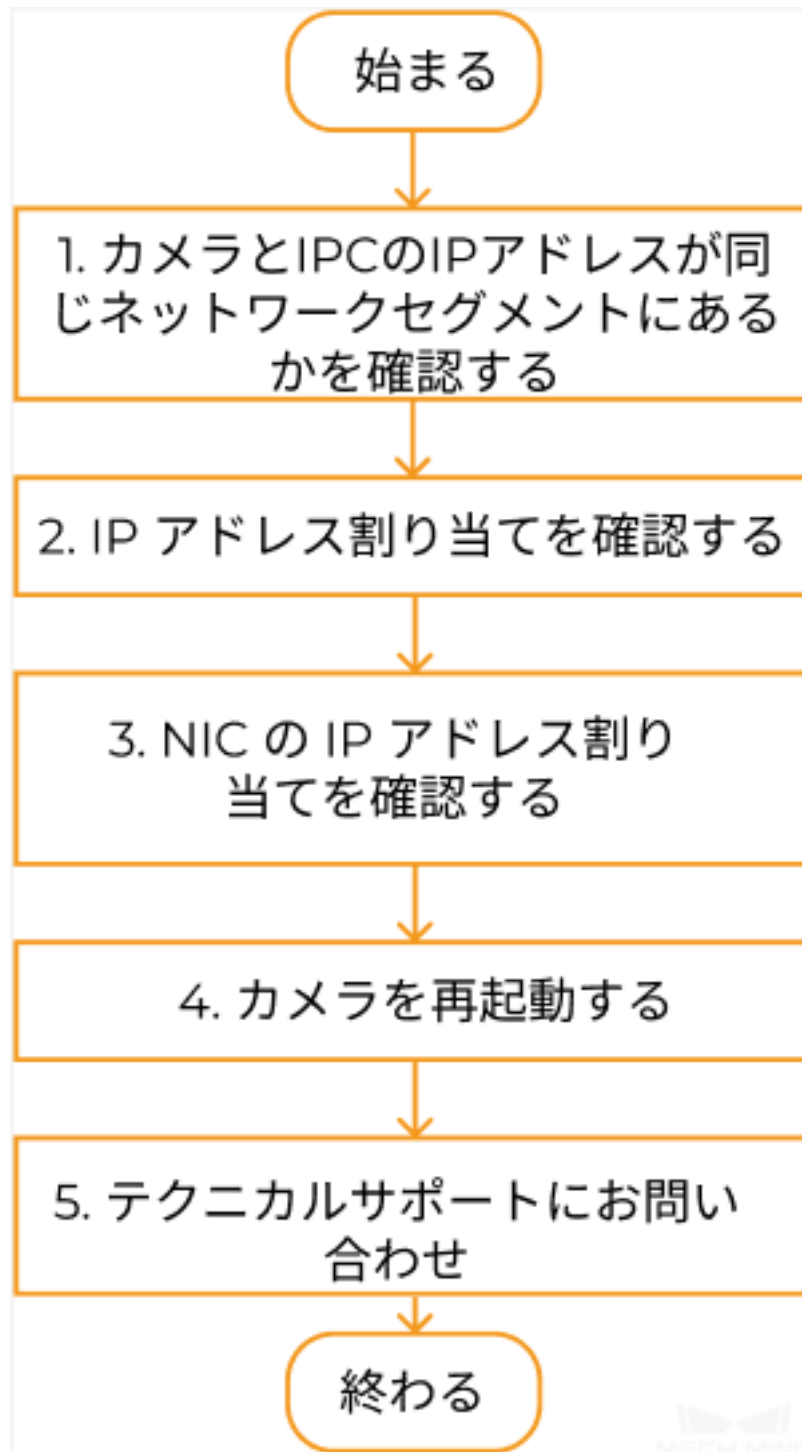 始まる
1. カメラとIPCのIPアドレスが同
じネットワークセグメントにある
かを確認する
2. IP アドレス割り当てを確認する
3. NIC の IP アドレス割り
当てを確認する
4. カメラを再起動する
5. テクニカルサポートにお問い
合わせ
終わる